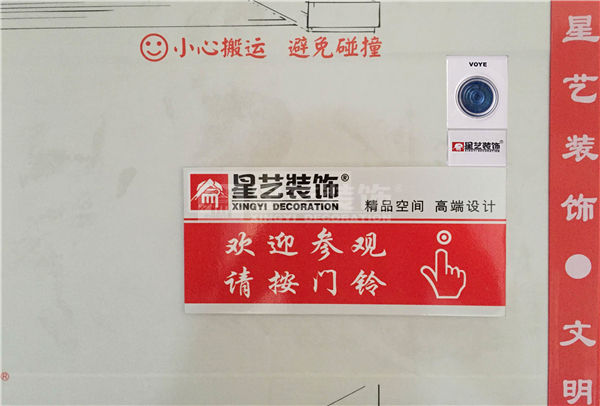 小心搬运 避免碰撞
VOYE
星艺装饰
XINGYI DECORATION
星艺装饰®
XINGYI DECORATION
精品空间 高端设计
欢迎参观
请按门铃
星艺装饰●文明
®